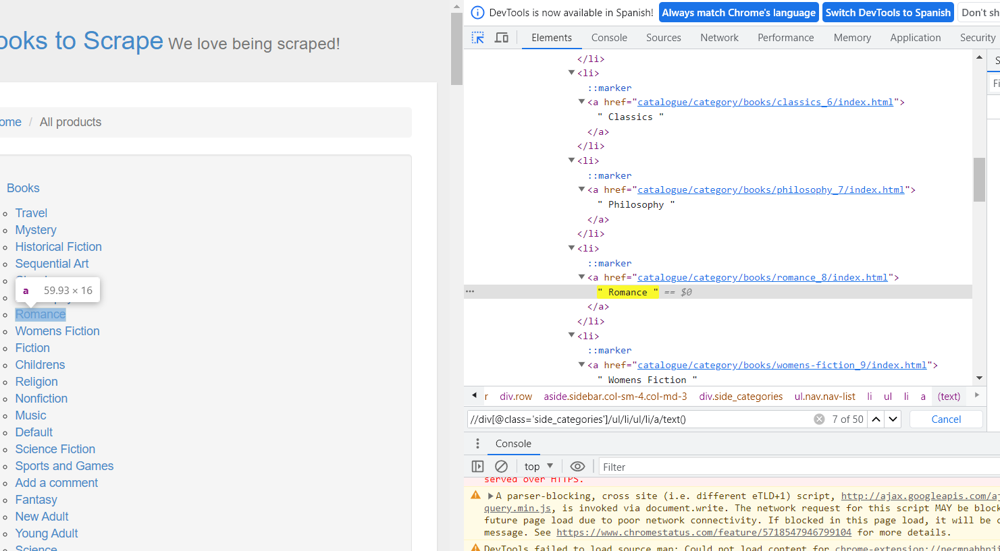 ooks to Scrape We love being scraped!
ome / All products
Books
Travel
Mystery
Historical Fiction
Sequential Art
a 59.93 × 16
Romance
Womens Fiction
Fiction
Childrens
Religion
Nonfiction
Music
Default
Science Fiction
Sports and Games
Add a comment
Fantasy
New Adult
Young Adult
Science
DevTools is now available in Spanish! Always match Chrome's language Switch DevTools to Spanish Don't sh
Elements Console Sources Network Performance Memory Application Security
</li>
<li>
::marker
<a href="catalogue/category/books/classics_6/index.html">
" Classics "
</a>
</li>
<li>
::marker
<a href="catalogue/category/books/philosophy_7/index.html">
" Philosophy "
</a>
</li>
<li>
::marker
<a href="catalogue/category/books/romance_8/index.html">
" Romance " == $0
</a>
</li>
<li>
::marker
<a href="catalogue/category/books/womens-fiction_9/index.html">
" Womens Fiction "
r div.row aside.sidebar.col-sm-4.col-md-3 div.side_categories ul.nav.nav-list li ul li a (text)
//div[@class='side_categories']/ul/li/ul/li/a/text() 7 of 50 Cancel
S
Fi
Console
top Filter
served over HTTPS.
A parser-blocking, cross site (i.e. different eTLD+1) script, http://ajax.googleapis.com/aj
query.min.js, is invoked via document.write. The network request for this script MAY be block
future page load due to poor network connectivity. If blocked in this page load, it will be c
message. See https://www.chromestatus.com/feature/5718547946799104 for more details.
DevTools failed to load source map: Could not load content for chrome-extension://